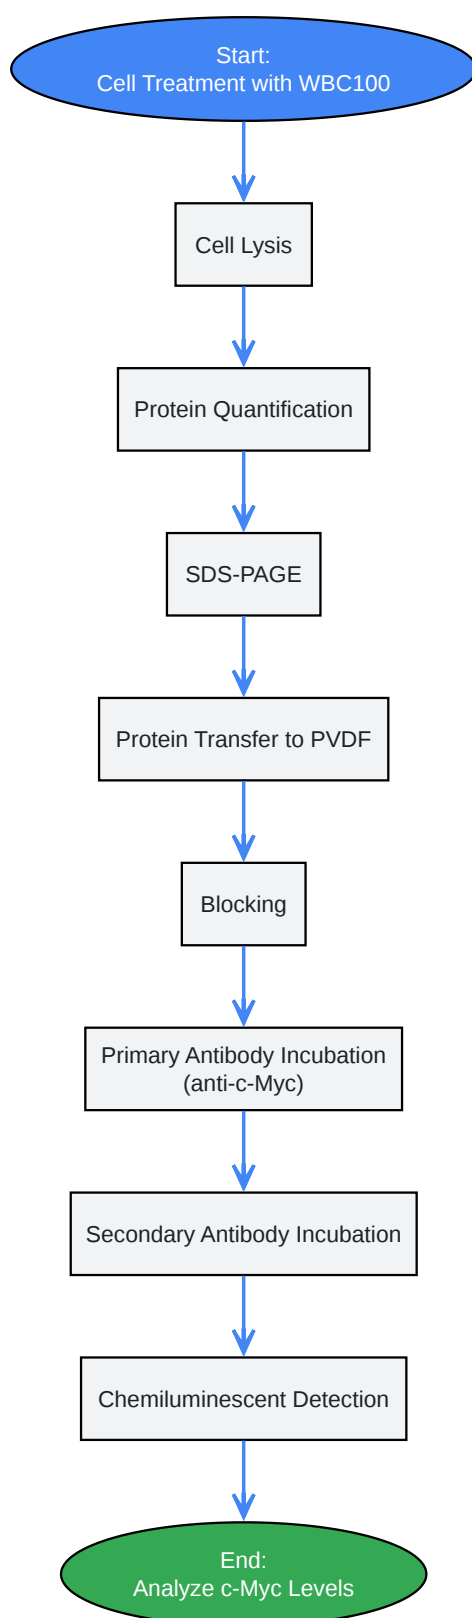 Start:
Cell Treatment with WBC100
Cell Lysis
Protein Quantification
SDS-PAGE
Protein Transfer to PVDF
Blocking
Primary Antibody Incubation
(anti-c-Myc)
Secondary Antibody Incubation
Chemiluminescent Detection
End:
Analyze c-Myc Levels